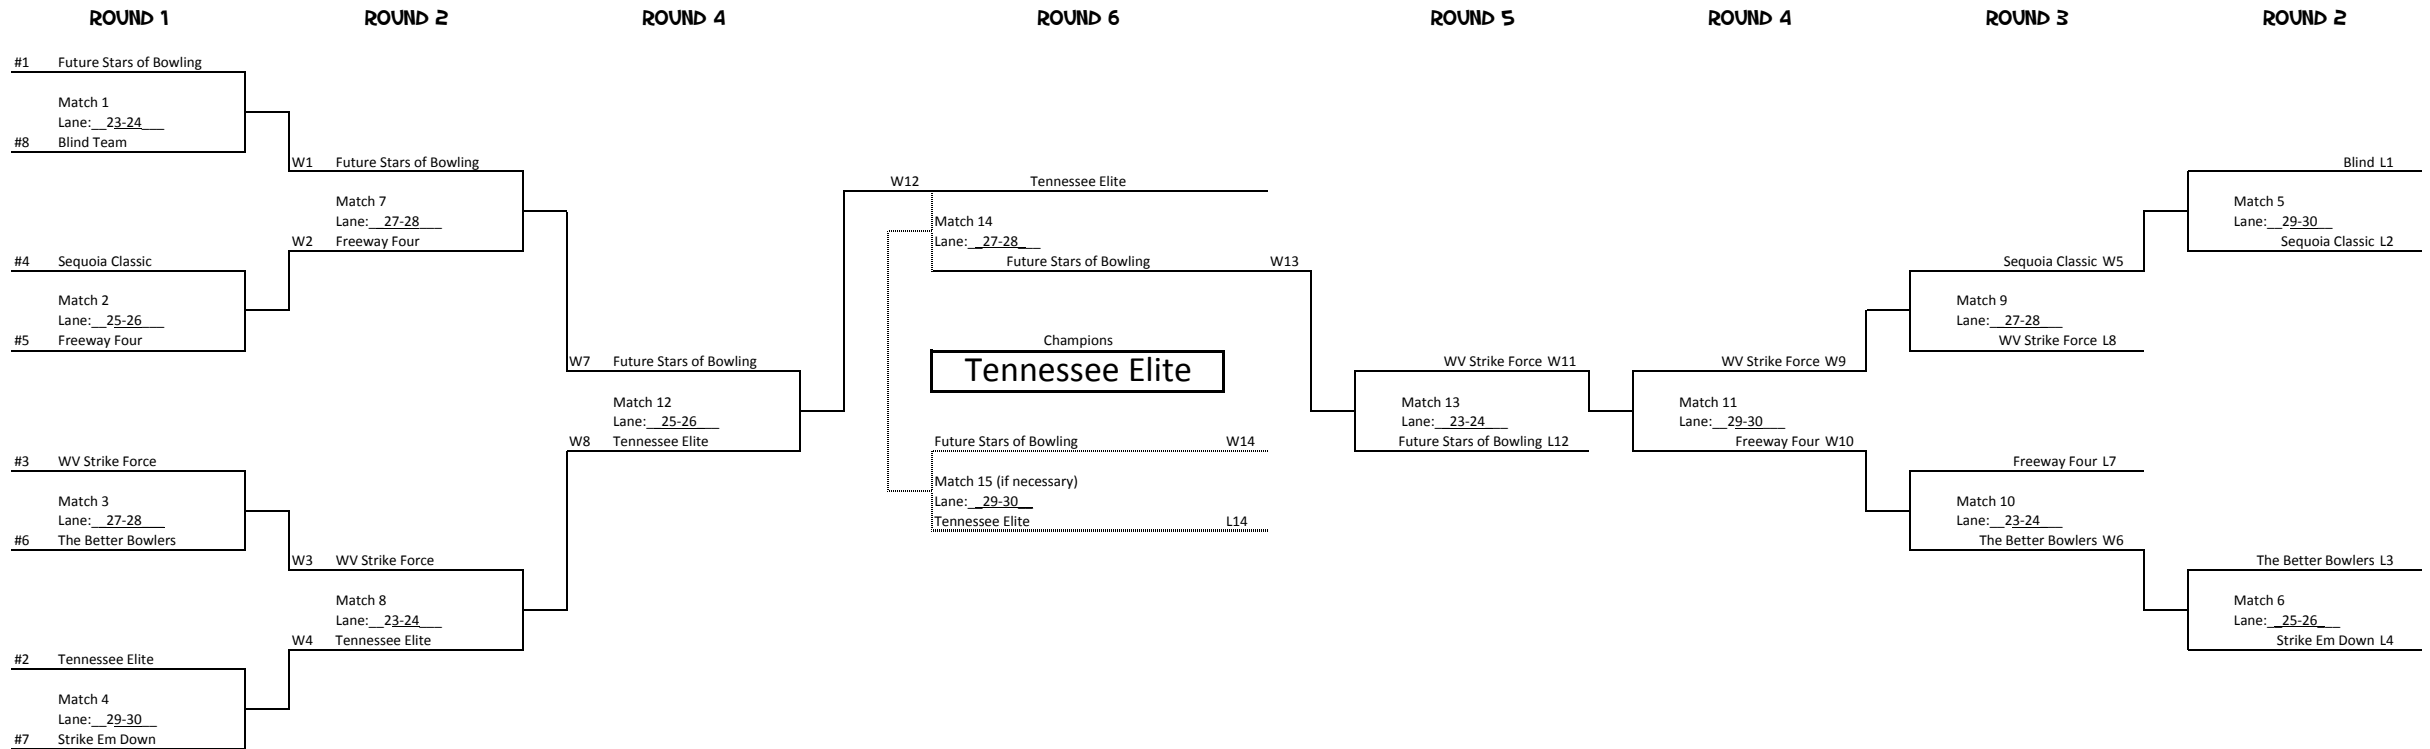 ROUND 1 ROUND 2 ROUND 4 ROUND 6 ROUND 5 ROUND 4 ROUND 3 ROUND 2
#1 Future Stars of Bowling
Match 1
Lane:__23-24___
#8 Blind Team
#4 Sequoia Classic
Match 2
Lane:__25-26___
#5 Freeway Four
#3 WV Strike Force
Match 3
Lane:__27-28___
#6 The Better Bowlers
#2 Tennessee Elite
Match 4
Lane:__29-30__
#7 Strike Em Down
W1 Future Stars of Bowling
Match 7
Lane:__27-28___
W2 Freeway Four
W3 WV Strike Force
Match 8
Lane:__23-24___
W4 Tennessee Elite
W7 Future Stars of Bowling
Match 12
Lane:__25-26___
W8 Tennessee Elite
W12 Tennessee Elite
Match 14
Lane:__27-28___
Future Stars of Bowling W13
Champions
Tennessee Elite
Future Stars of Bowling W14
Match 15 (if necessary)
Lane:__29-30__
Tennessee Elite L14
WV Strike Force W11
Match 13
Lane:__23-24___
Future Stars of Bowling L12
WV Strike Force W9
Match 11
Lane:__29-30__
Freeway Four W10
Sequoia Classic W5
Match 9
Lane:__27-28___
WV Strike Force L8
Freeway Four L7
Match 10
Lane:__23-24___
The Better Bowlers W6
Blind L1
Match 5
Lane:__29-30__
Sequoia Classic L2
The Better Bowlers L3
Match 6
Lane:__25-26___
Strike Em Down L4